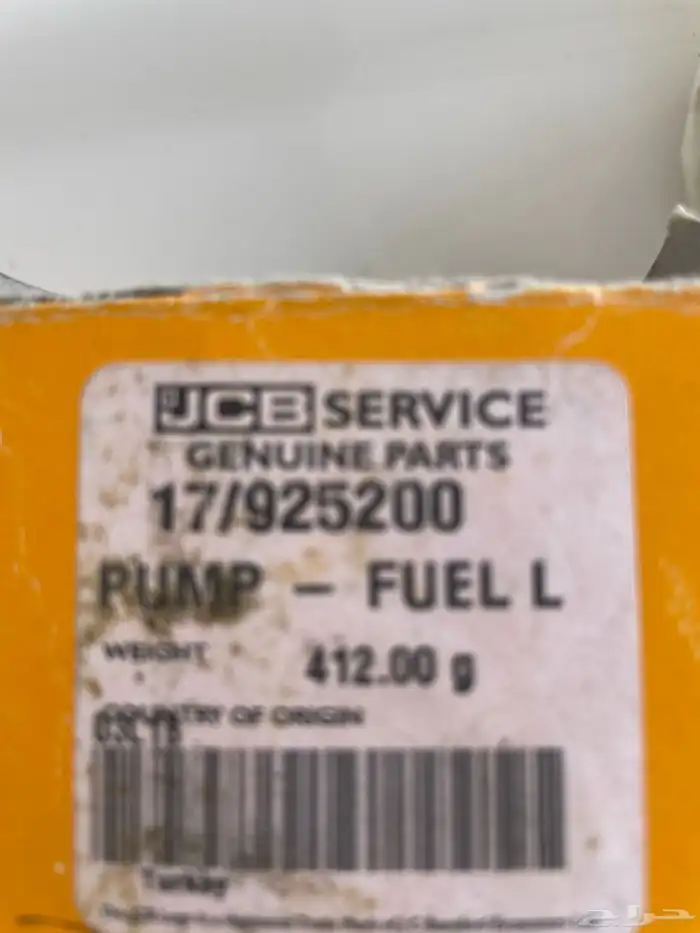 JCB SERVICE
GENUINE PARTS
17/925200
PUMP - FUEL L
WEIGHT 412.00 g
COUNTRY OF ORIGIN
Turkey
حراج